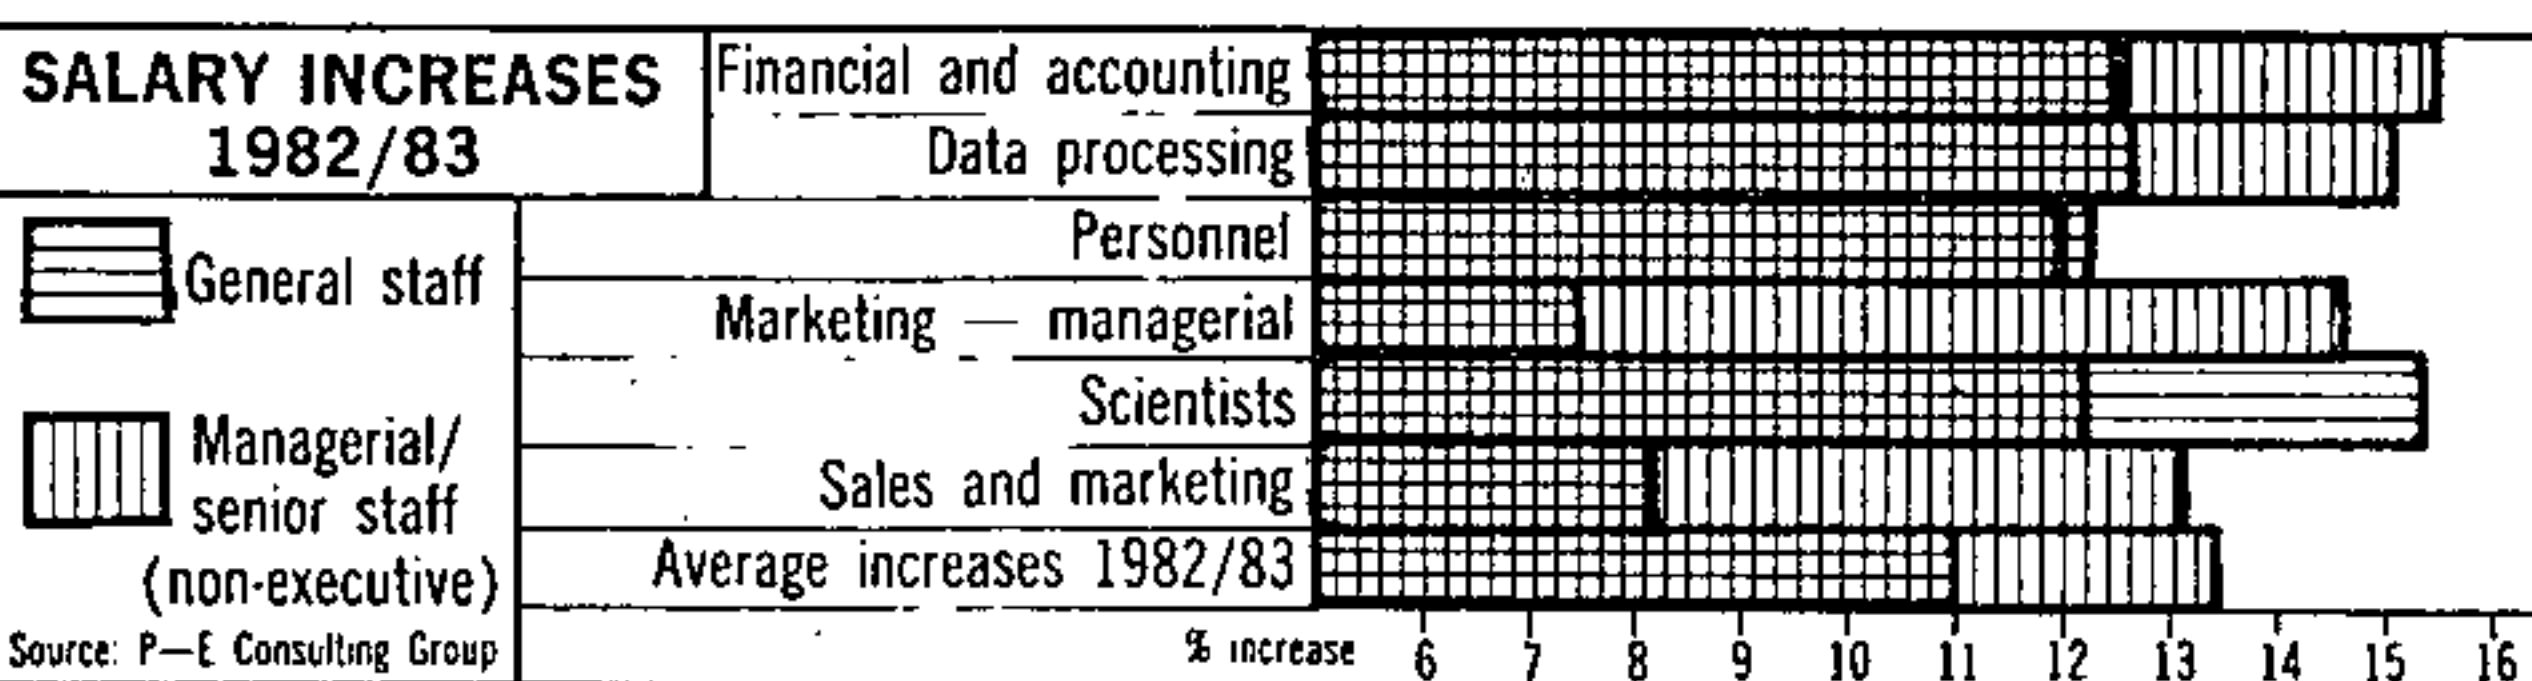 SALARY INCREASES
1982/83
Financial and accounting
Data processing
Personnel
Marketing — managerial
Scientists
Sales and marketing
Average increases 1982/83
General staff
Managerial/
senior staff
(non-executive)
Source: P—E Consulting Group
% increase 6 7 8 9 10 11 12 13 14 15 16